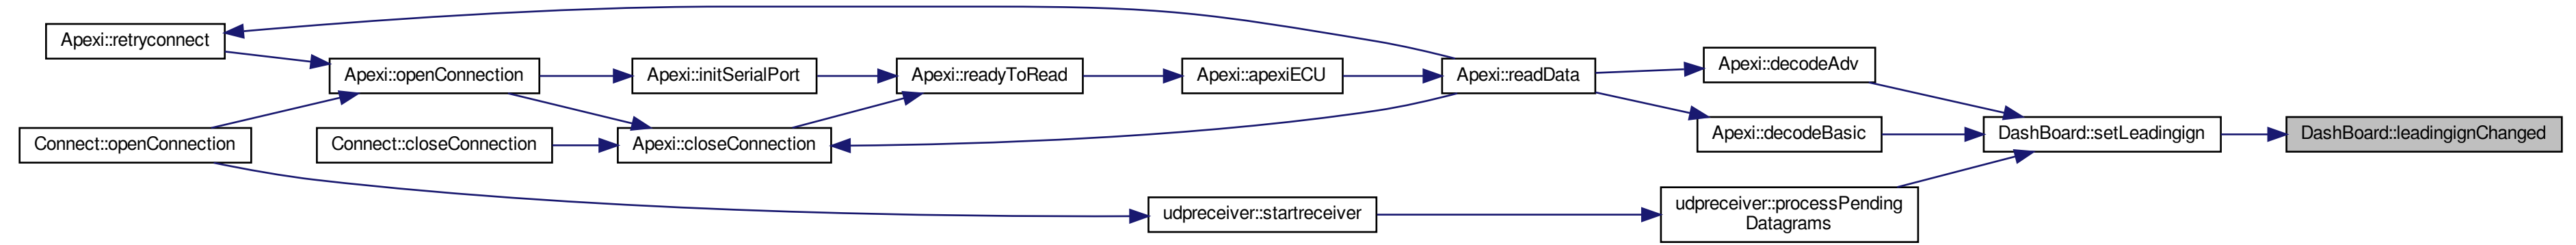 Apexi::retryconnect
Apexi::openConnection
Apexi::initSerialPort
Apexi::readyToRead
Apexi::apexiECU
Apexi::readData
Apexi::decodeAdv
Connect::openConnection
Connect::closeConnection
Apexi::closeConnection
Apexi::decodeBasic
DashBoard::setLeadingign
DashBoard::leadingignChanged
udpreceiver::startreceiver
udpreceiver::processPending
Datagrams